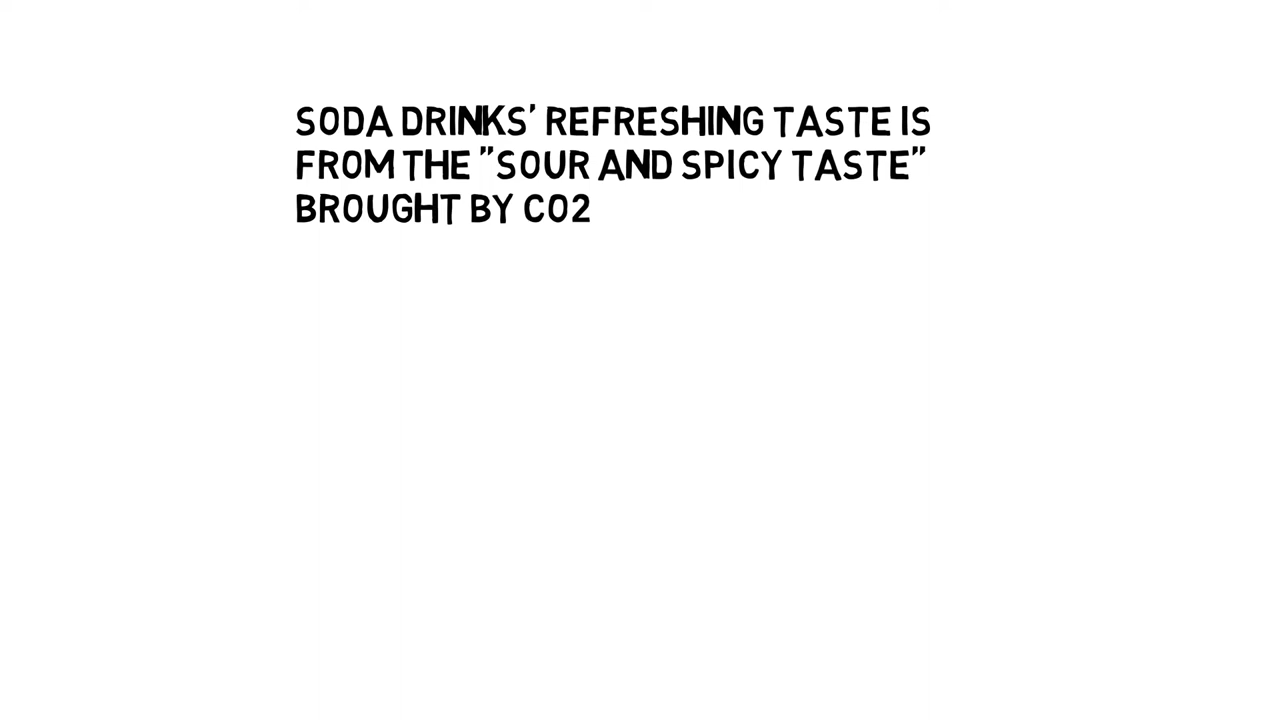 SODA DRINKS' REFRESHING TASTE IS
FROM THE "SOUR AND SPICY TASTE"
BROUGHT BY CO2